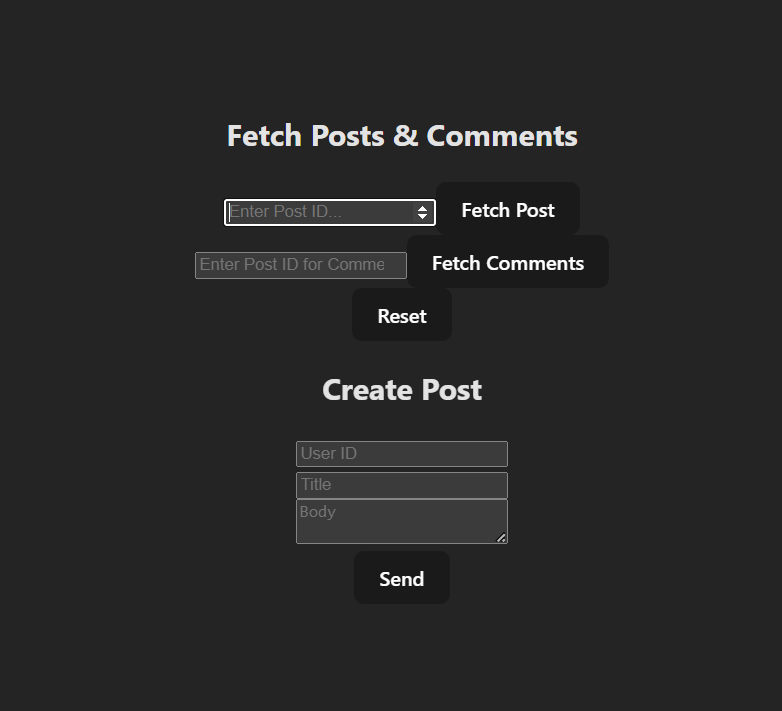 Fetch Posts & Comments
Enter Post ID... Fetch Post
Enter Post ID for Comme Fetch Comments
Reset
Create Post
User ID
Title
Body
Send